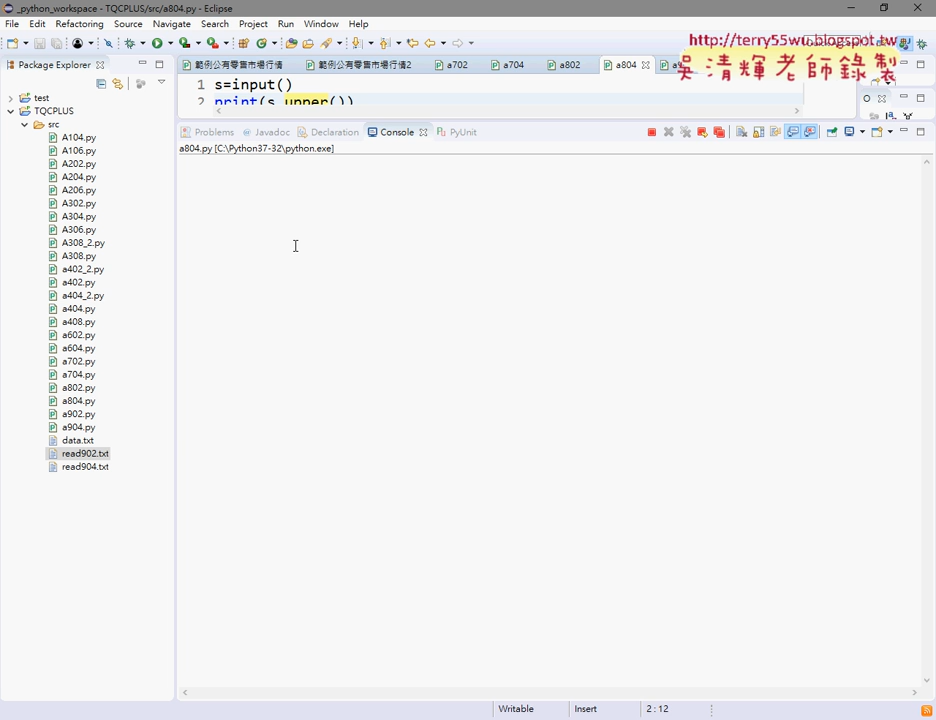 _python_workspace - TQCPLUS/src/a804.py - Eclipse
File Edit Refactoring Source Navigate Search Project Run Window Help
http://terry55wu.blogspot.tw
吳清輝老師錄製
Package Explorer
範例公有零售市場行情 範例公有零售市場行情2 a702 a704 a802 a804
1 s=input()
2 print(s.upper())
test
TQCPLUS
src
A104.py
A106.py
A202.py
A204.py
A206.py
A302.py
A304.py
A306.py
A308_2.py
A308.py
a402_2.py
a402.py
a404_2.py
a404.py
a408.py
a602.py
a604.py
a702.py
a704.py
a802.py
a804.py
a902.py
a904.py
data.txt
read902.txt
read904.txt
Problems Javadoc Declaration Console PyUnit
a804.py [C:\Python37-32\python.exe]
Writable Insert 2 : 12